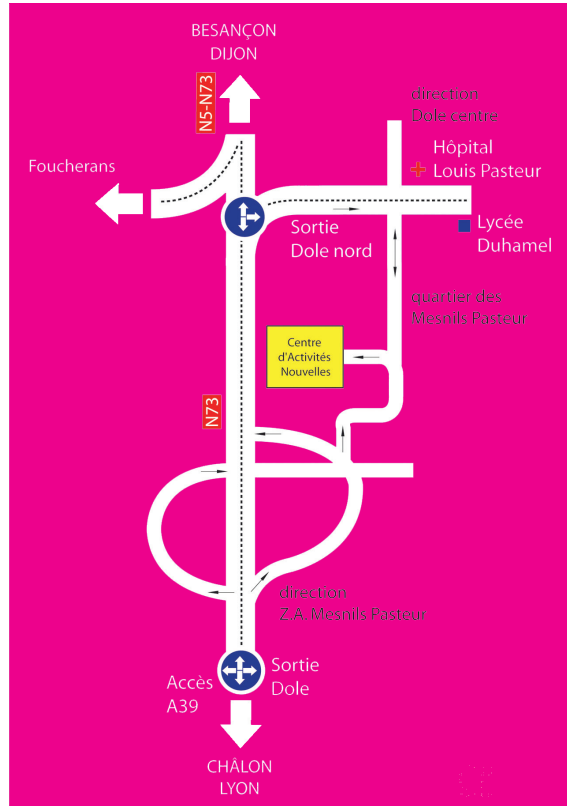 BESANÇON
DIJON
N5-N73
direction
Dole centre
Hôpital
Louis Pasteur
Foucherans
Sortie
Dole nord
Lycée
Duhamel
quartier des
Mesnils Pasteur
Centre
d'Activités
Nouvelles
N73
direction
Z.A. Mesnils Pasteur
Accès
A39
Sortie
Dole
CHÂLON
LYON